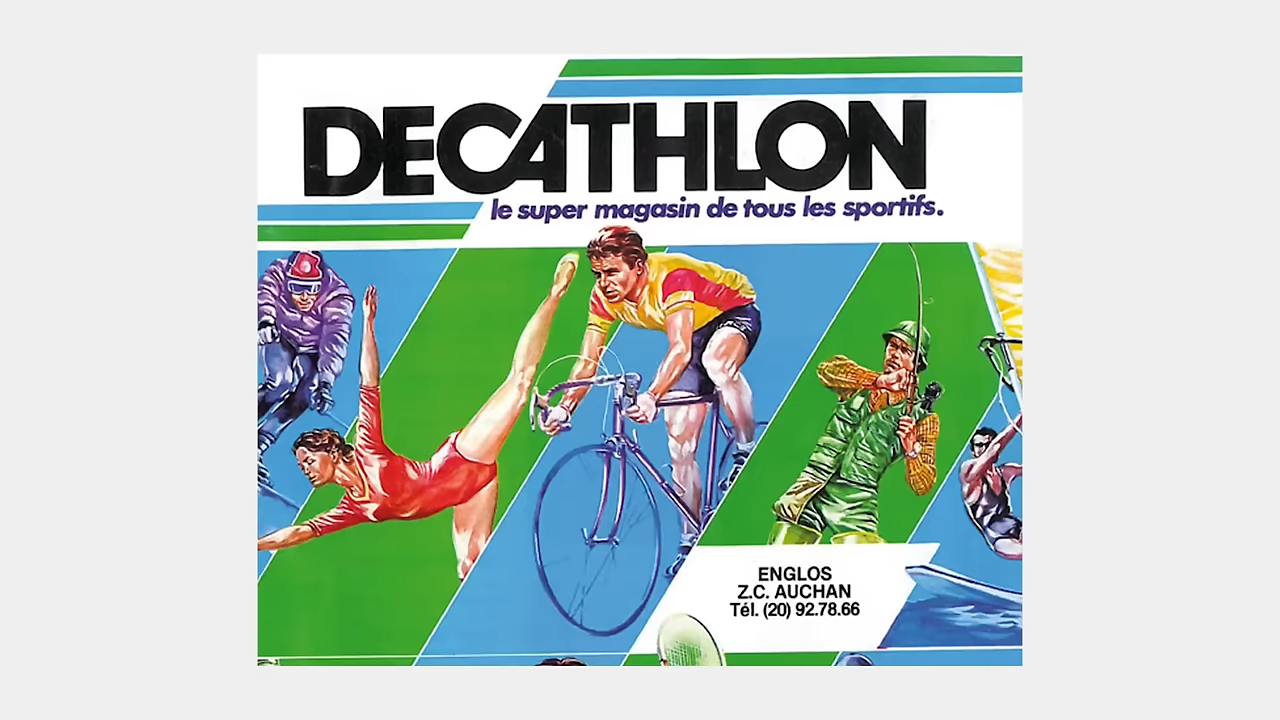 DECATHLON
le super magasin de tous les sportifs.
ENGLOS
Z.C. AUCHAN
Tél. (20) 92.78.66